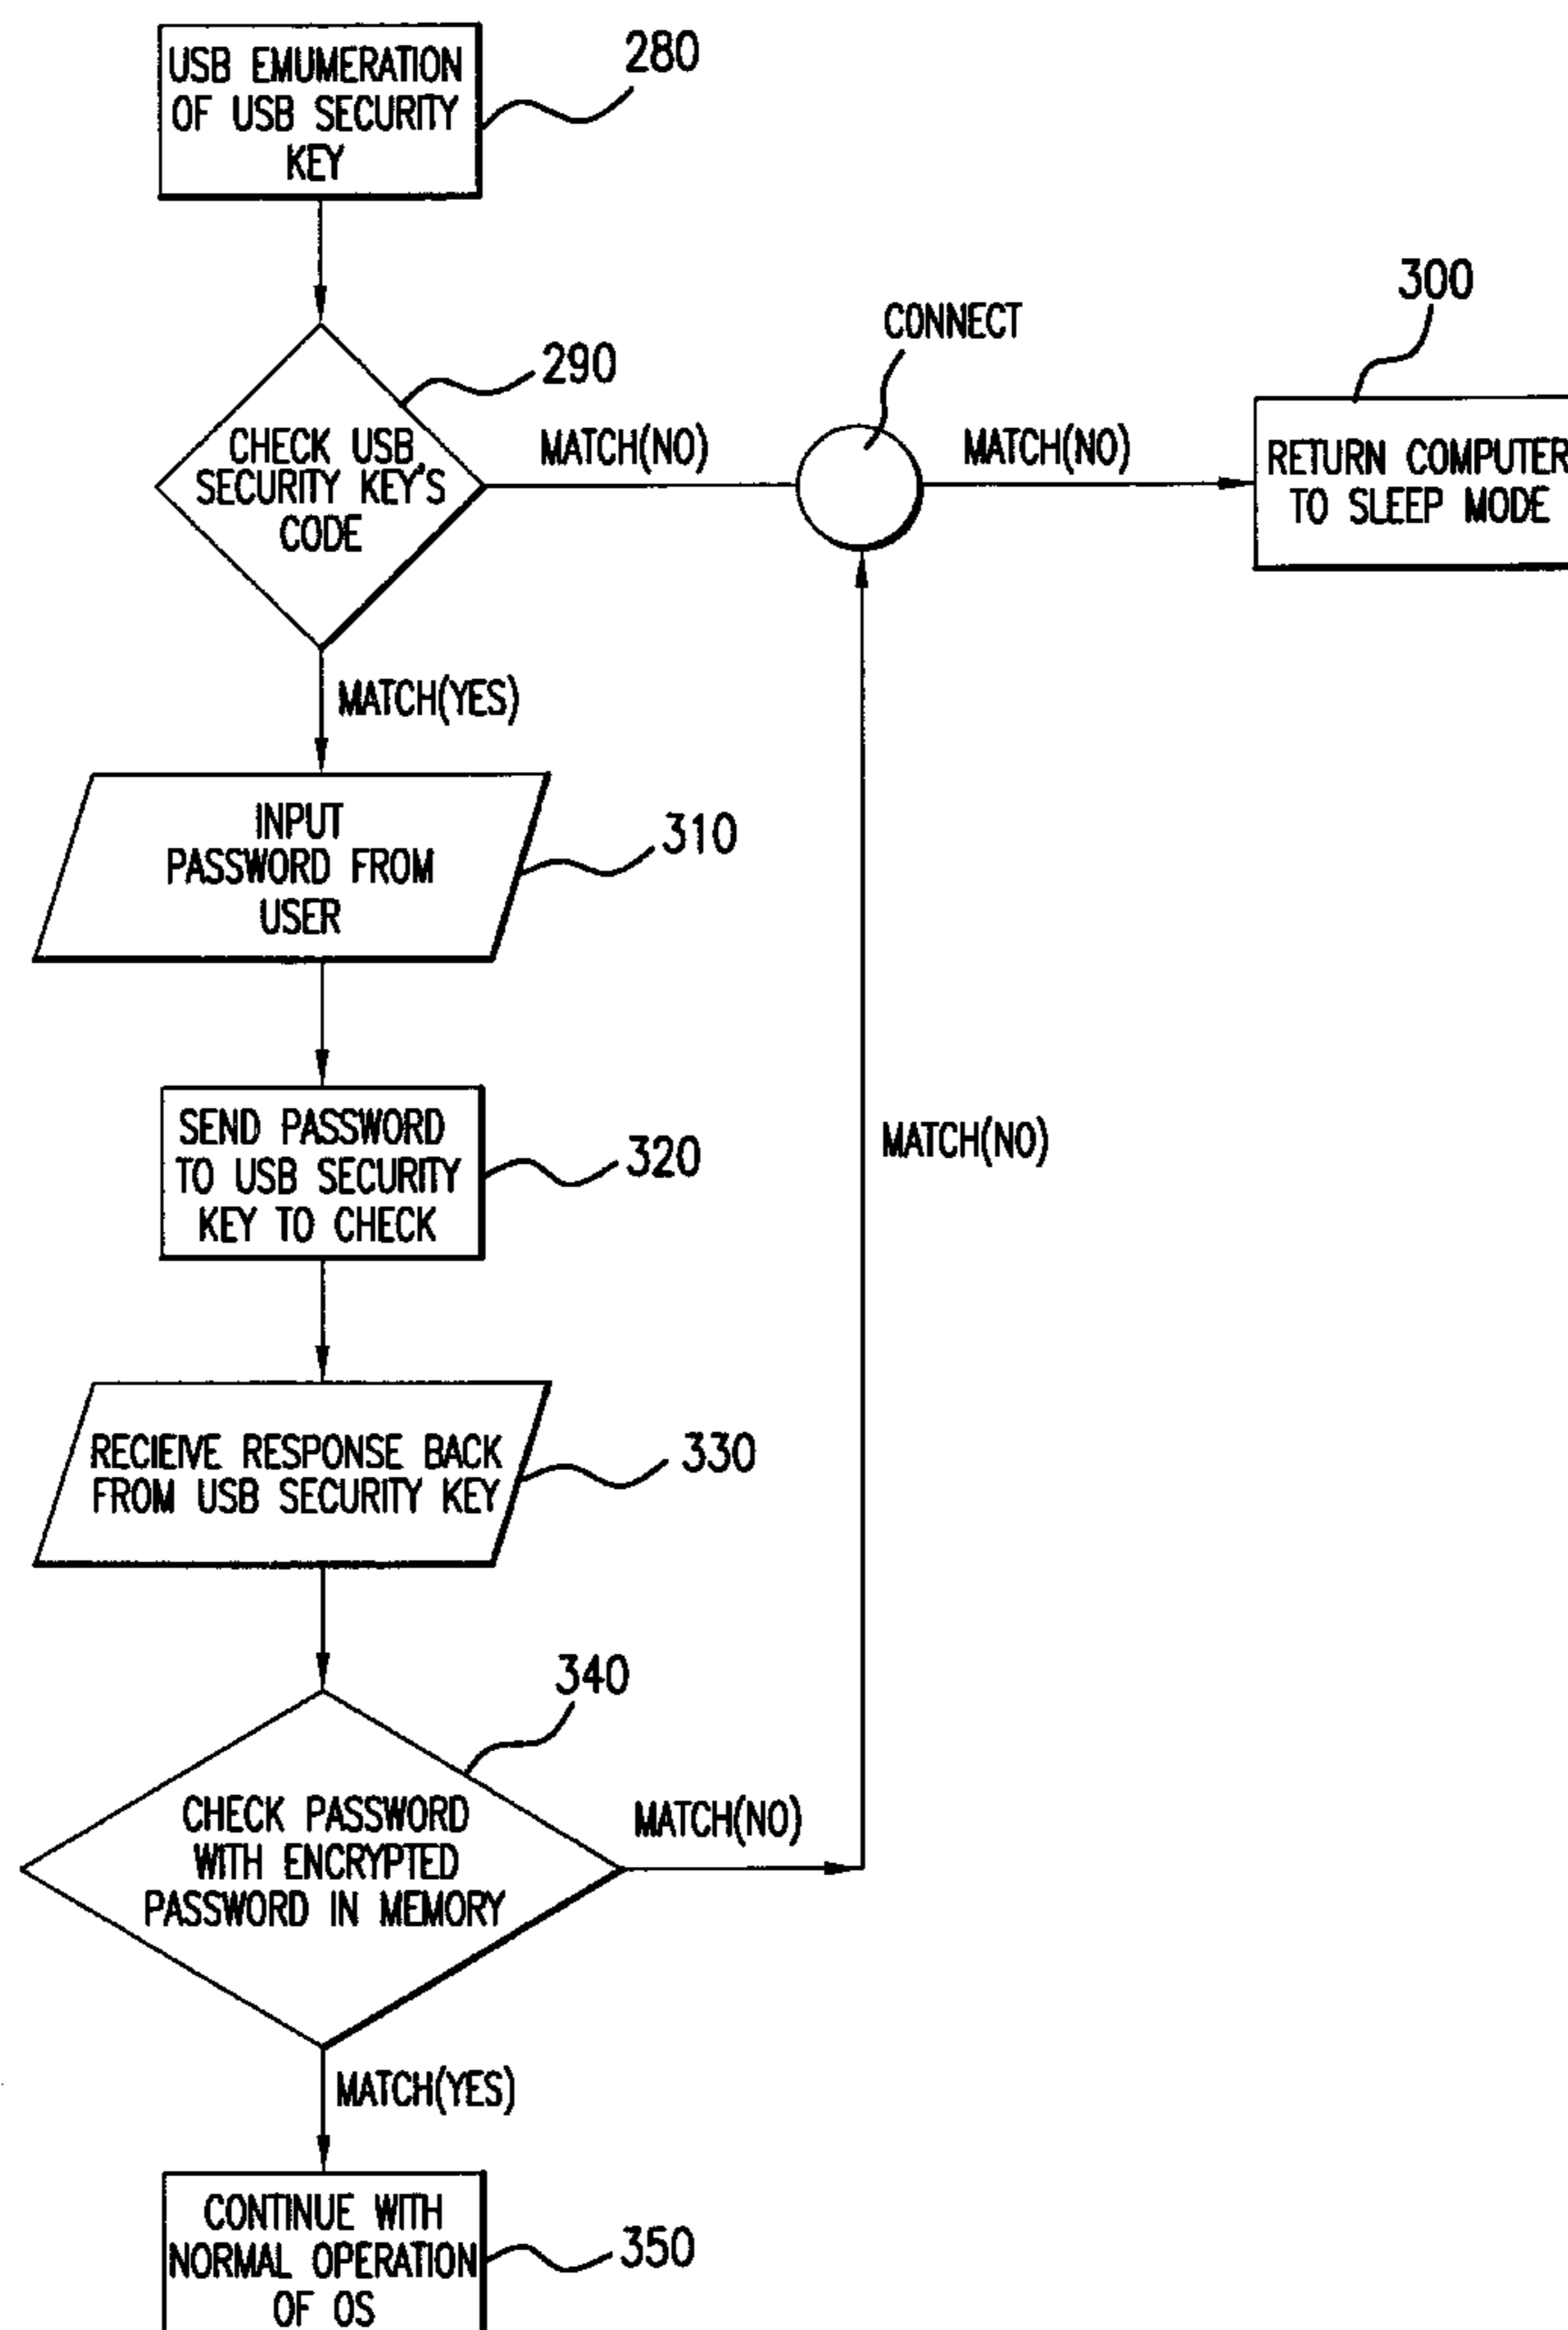 USB EMUMERATION
OF USB SECURITY
KEY
280
CHECK USB
SECURITY KEY'S
CODE
290
MATCH(NO)
CONNECT
MATCH(NO)
300
RETURN COMPUTER
TO SLEEP MODE
MATCH(YES)
INPUT
PASSWORD FROM
USER
310
SEND PASSWORD
TO USB SECURITY
KEY TO CHECK
320
MATCH(NO)
RECIEIVE RESPONSE BACK
FROM USB SECURITY KEY
330
340
CHECK PASSWORD
WITH ENCRYPTED
PASSWORD IN MEMORY
MATCH(NO)
MATCH(YES)
CONTINUE WITH
NORMAL OPERATION
OF OS
350